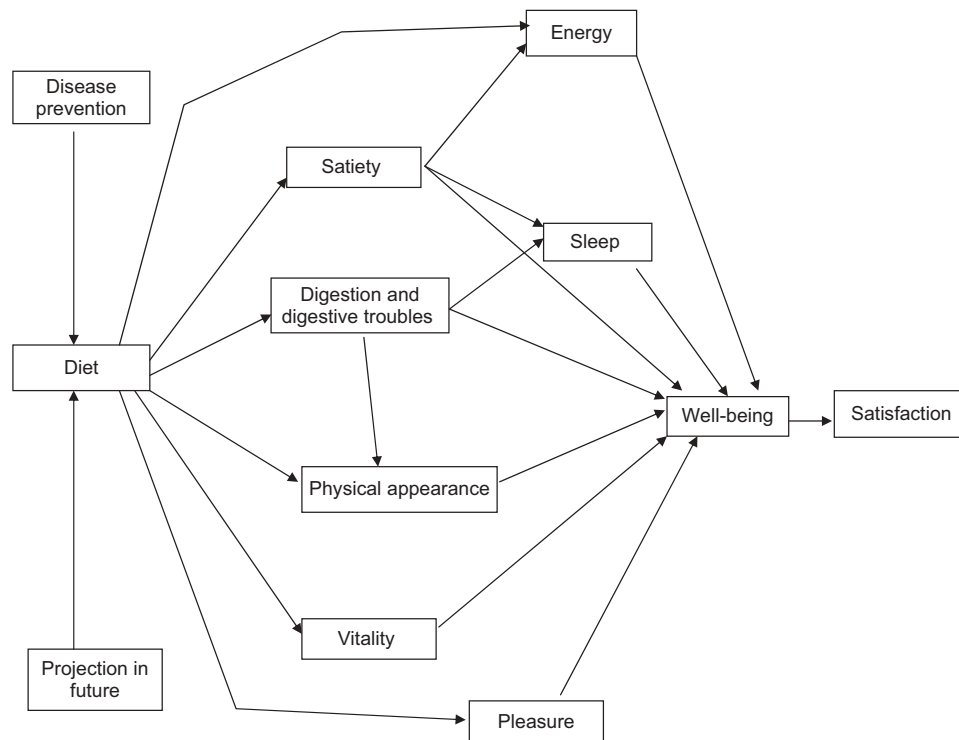 Energy
Disease
prevention
Satiety
Sleep
Digestion and
digestive troubles
Diet
Well-being
Satisfaction
Physical appearance
Vitality
Projection in
future
Pleasure